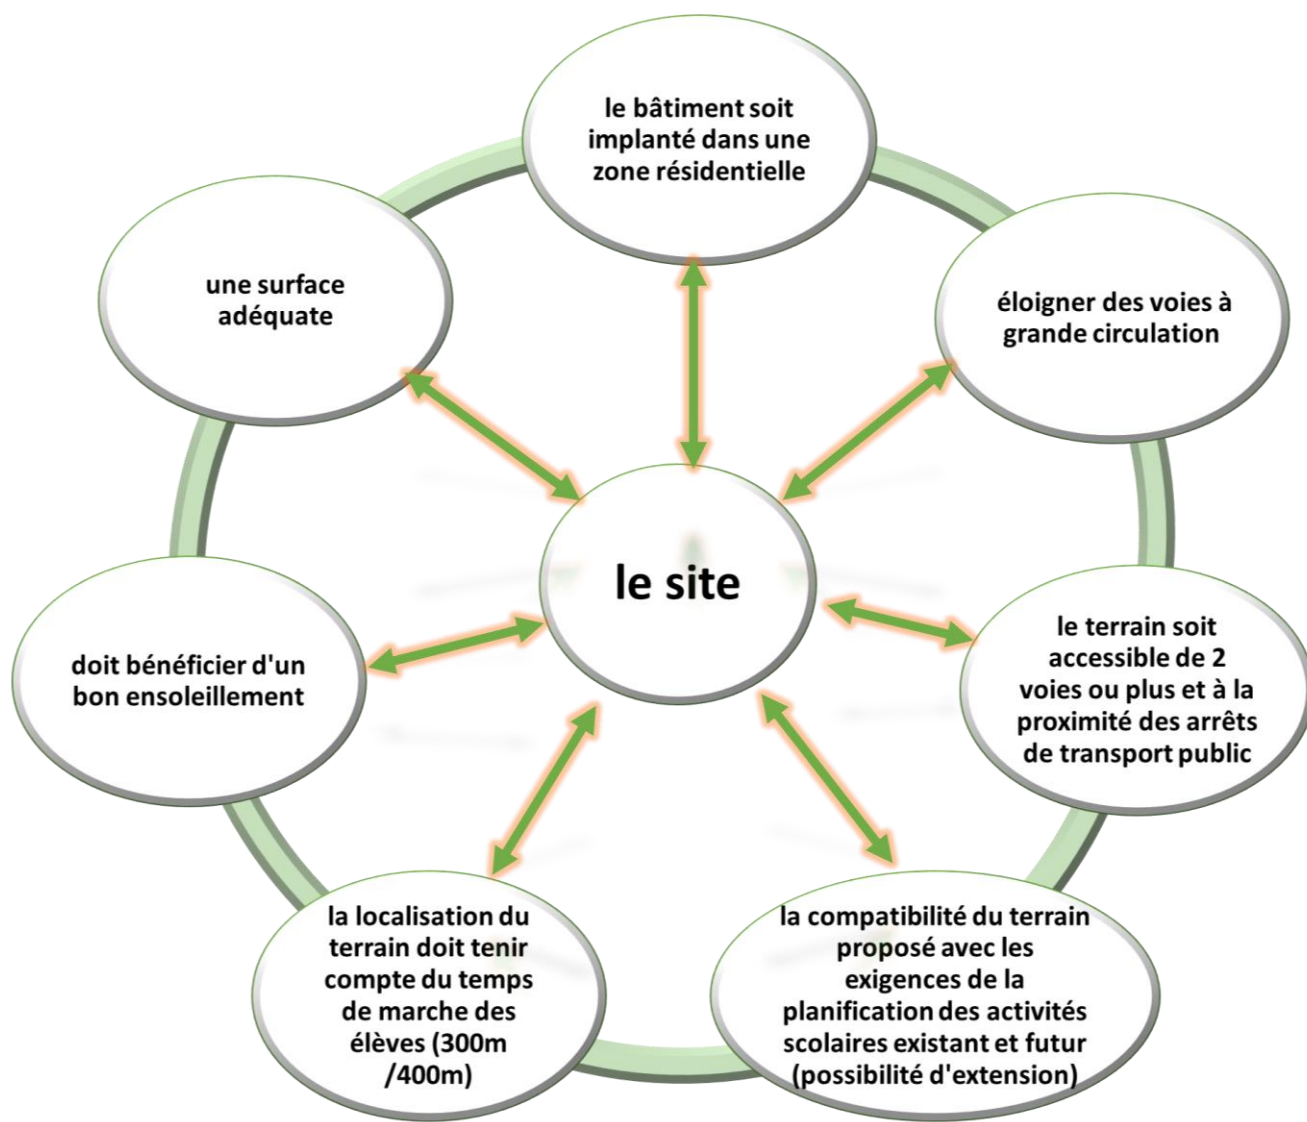 le bâtiment soit
implanté dans une
zone résidentielle
une surface
adéquate
éloigner des voies à
grande circulation
le site
doit bénéficier d'un
bon ensoleillement
le terrain soit
accessible de 2
voies ou plus et à la
proximité des arrêts
de transport public
la localisation du
terrain doit tenir
compte du temps
de marche des
élèves (300m
/400m)
la compatibilité du terrain
proposé avec les
exigences de la
planification des activités
scolaires existant et futur
(possibilité d'extension)